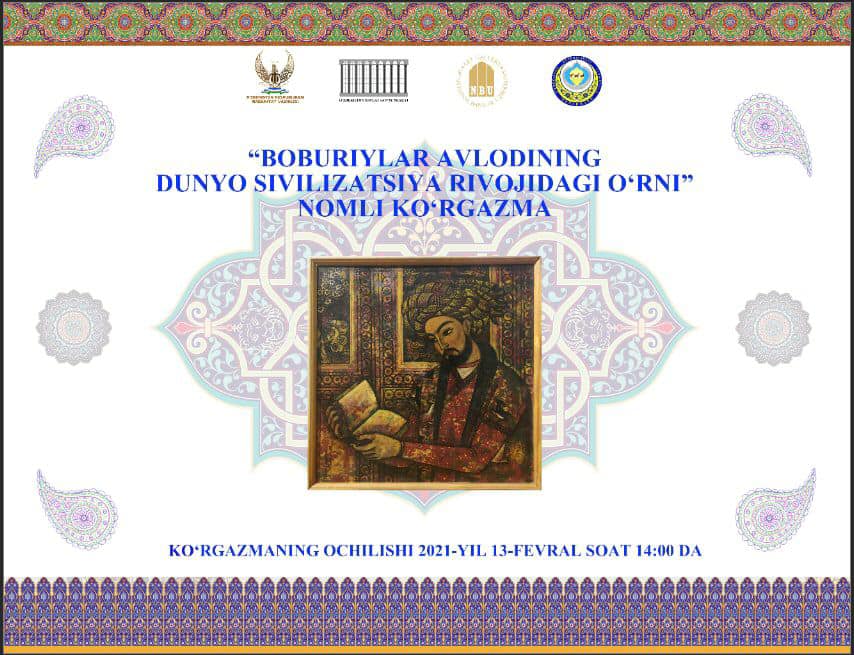 NBU
“BOBURIYLAR AVLODINING
DUNYO SIVILIZATSIYA RIVOJIDAGI O‘RNI”
NOMLI KO‘RGAZMA
KO‘RGAZMANING OCHILISHI 2021-YIL 13-FEVRAL SOAT 14:00 DA